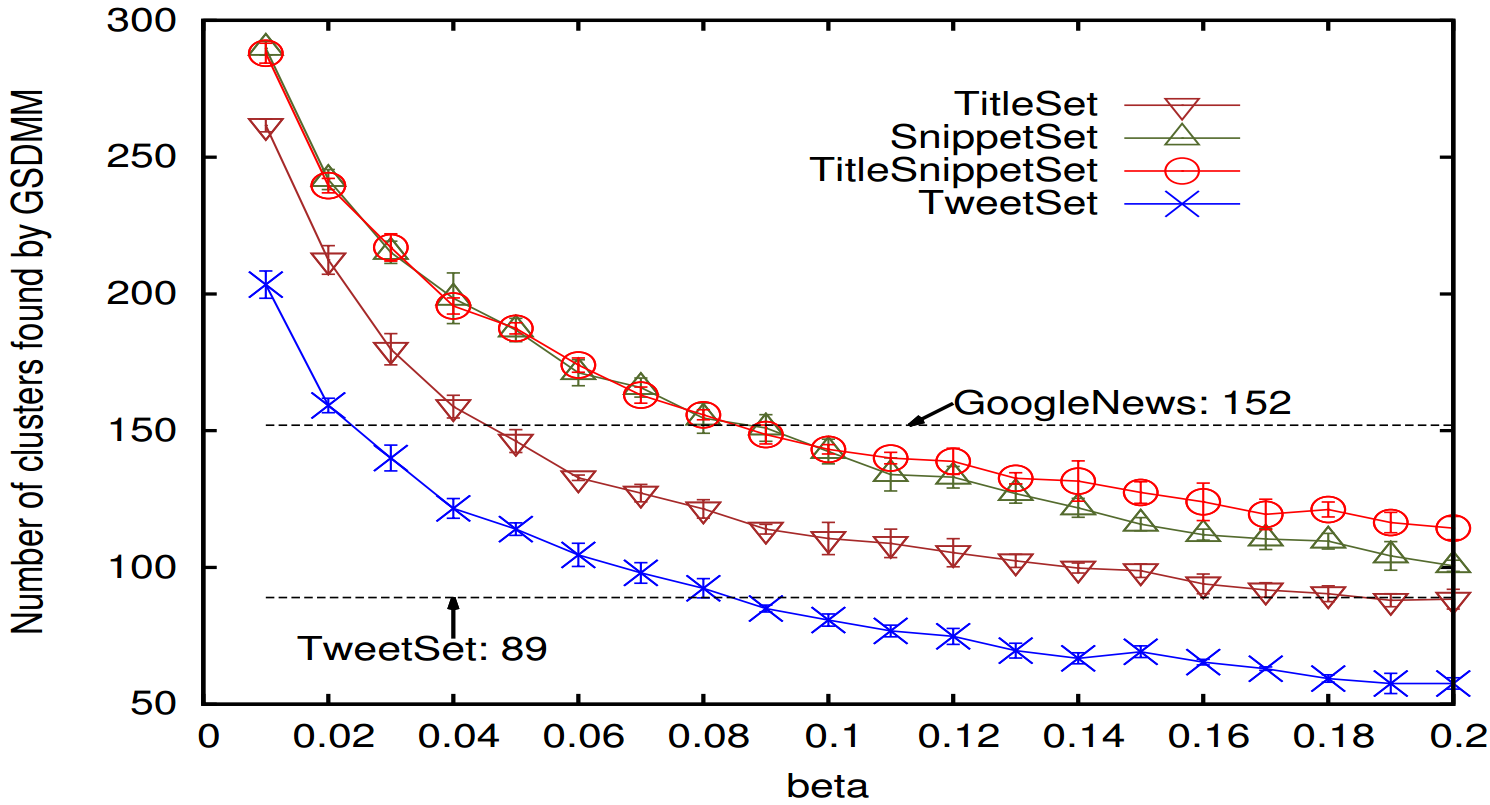 Number of clusters found by GSDMM
300
250
200
150
100
50
TitleSet
SnippetSet
TitleSnippetSet
TweetSet
GoogleNews: 152
TweetSet: 89
0 0.02 0.04 0.06 0.08 0.1 0.12 0.14 0.16 0.18 0.2
beta